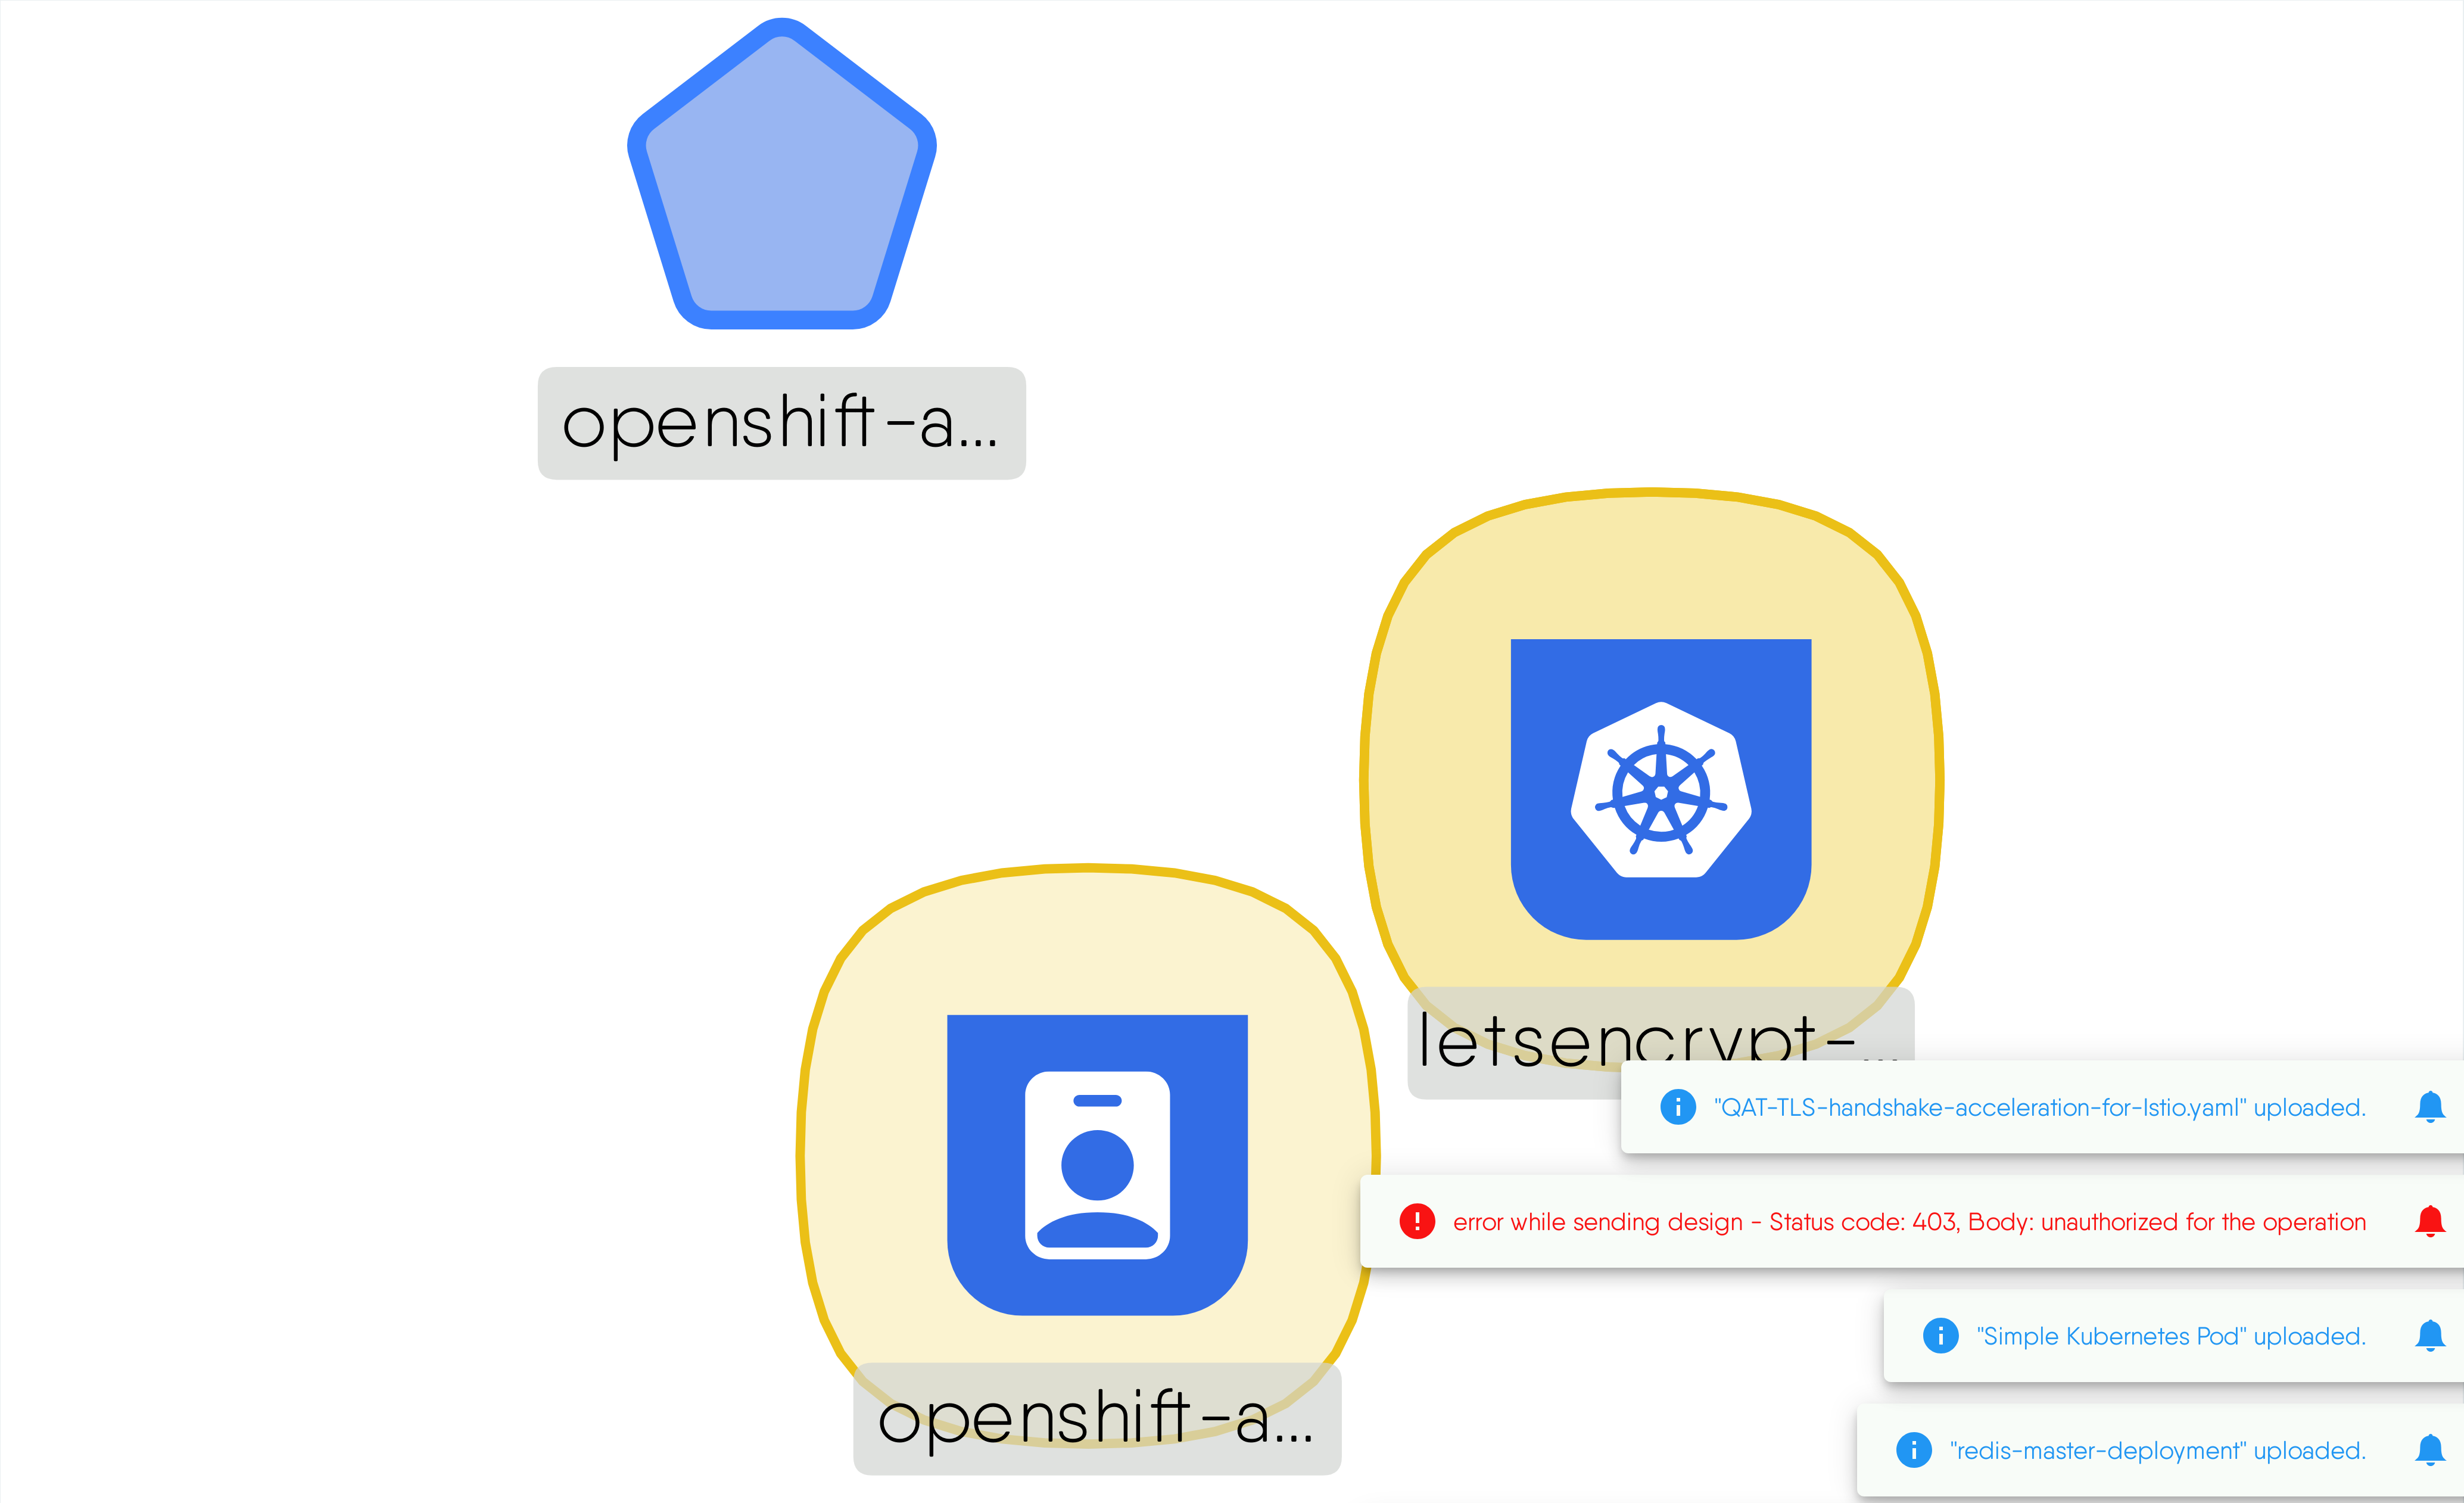 openshift-a...
letsencrypt-...
"QAT-TLS-handshake-acceleration-for-Istio.yaml" uploaded.
error while sending design - Status code: 403, Body: unauthorized for the operation
"Simple Kubernetes Pod" uploaded.
openshift-a...
"redis-master-deployment" uploaded.